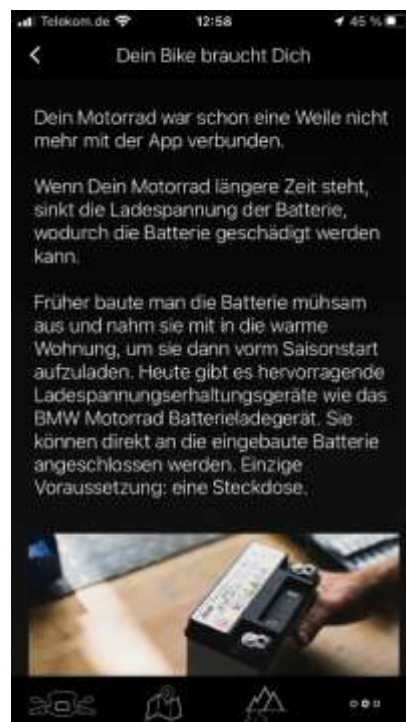 Telekom.de 12:58 45 %
Dein Bike braucht Dich
Dein Motorrad war schon eine Weile nicht
mehr mit der App verbunden.
Wenn Dein Motorrad längere Zeit steht,
sinkt die Ladespannung der Batterie,
wodurch die Batterie geschädigt werden
kann.
Früher baute man die Batterie mühsam
aus und nahm sie mit in die warme
Wohnung, um sie dann vorm Saisonstart
aufzuladen. Heute gibt es hervorragende
Ladespannungserhaltungsgeräte wie das
BMW Motorrad Batterieladegerät. Sie
können direkt an die eingebaute Batterie
angeschlossen werden. Einzige
Voraussetzung: eine Steckdose.